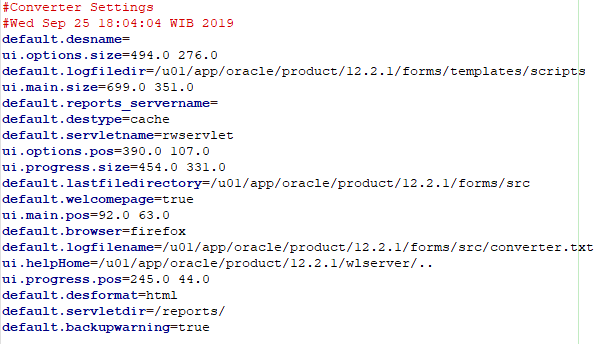 #Converter Settings
#Wed Sep 25 18:04:04 WIB 2019
default.desname=
ui.options.size=494.0 276.0
default.logfiledir=/u01/app/oracle/product/12.2.1/forms/templates/scripts
ui.main.size=699.0 351.0
default.reports_servername=
default.destype=cache
default.servletname=rwservlet
ui.options.pos=390.0 107.0
ui.progress.size=454.0 331.0
default.lastfiledirectory=/u01/app/oracle/product/12.2.1/forms/src
default.welcomepage=true
ui.main.pos=92.0 63.0
default.browser=firefox
default.logfilename=/u01/app/oracle/product/12.2.1/forms/src/converter.txt
ui.helpHome=/u01/app/oracle/product/12.2.1/wlserver/..
ui.progress.pos=245.0 44.0
default.desformat=html
default.servletdir=/reports/
default.backupwarning=true